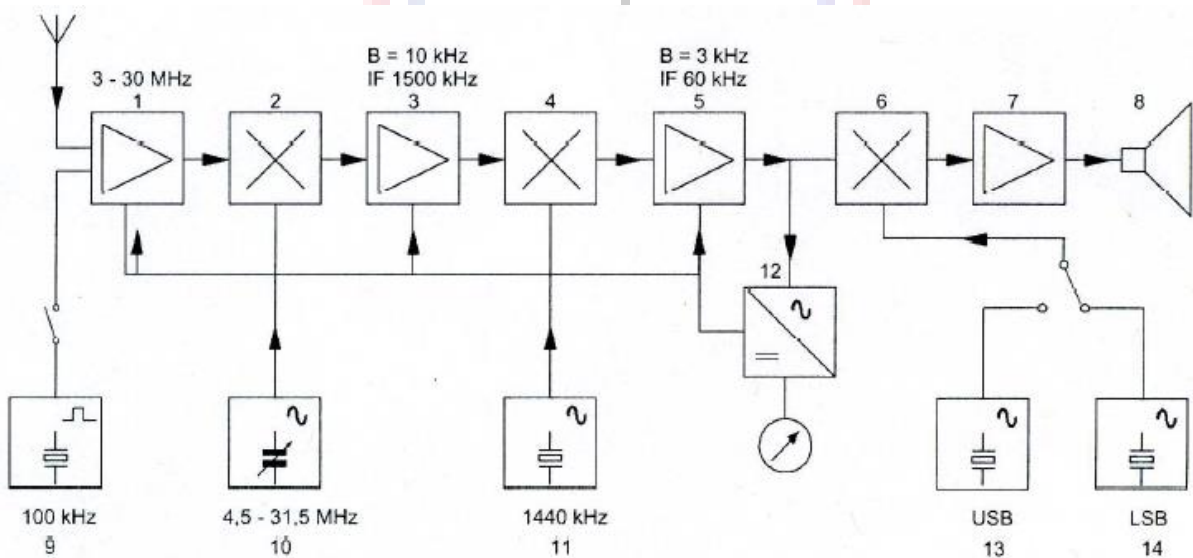 B = 10 kHz
B = 3 kHz
3 - 30 MHz
IF 1500 kHz
IF 60 kHz
1
2
3
4
5
6
7
8
12
100 kHz
4,5 - 31,5 MHz
1440 kHz
USB
LSB
9
10
11
13
14